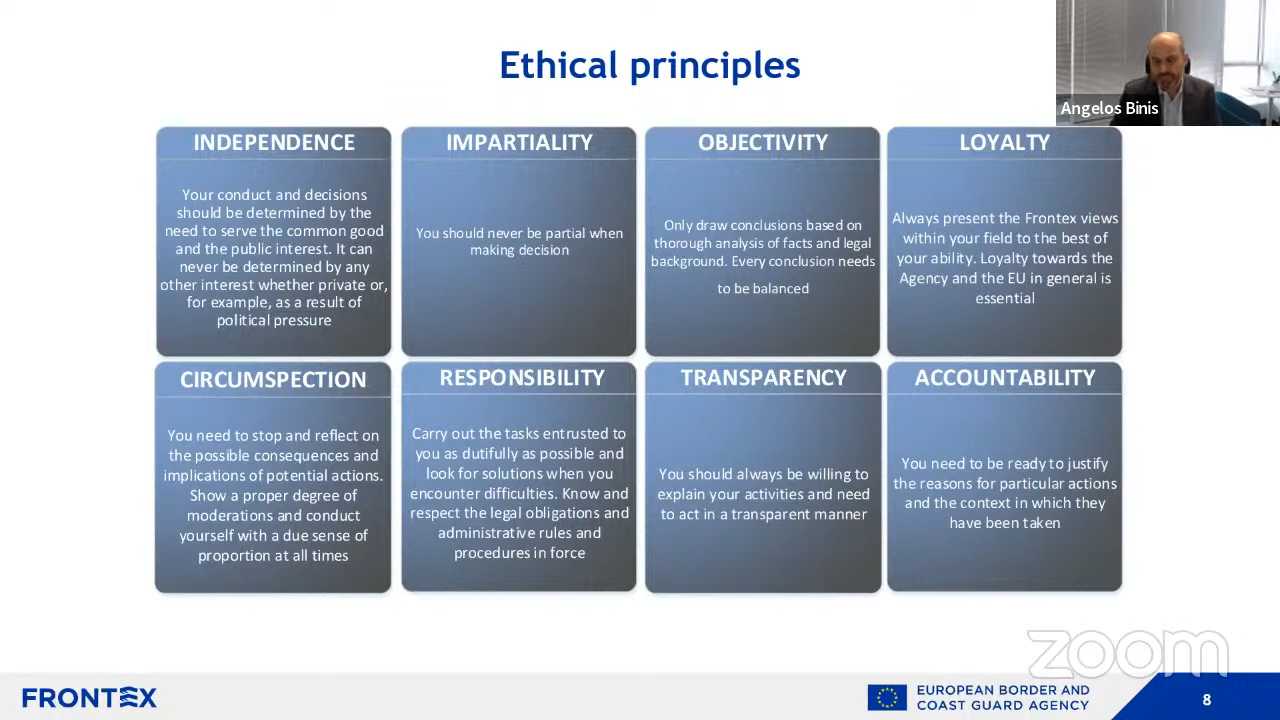 Ethical principles
Angelos Binis
INDEPENDENCE
Your conduct and decisions
should be determined by the
need to serve the common good
and the public interest. It can
never be determined by any
other interest whether private or,
for example, as a result of
political pressure
IMPARTIALITY
You should never be partial when
making decision
OBJECTIVITY
Only draw conclusions based on
thorough analysis of facts and legal
background. Every conclusion needs
to be balanced
LOYALTY
Always present the Frontex views
within your field to the best of
your ability. Loyalty towards the
Agency and the EU in general is
essential
CIRCUMSPECTION
You need to stop and reflect on
the possible consequences and
implications of potential actions.
Show a proper degree of
moderations and conduct
yourself with a due sense of
proportion at all times
RESPONSIBILITY
Carry out the tasks entrusted to
you as dutifully as possible and
look for solutions when you
encounter difficulties. Know and
respect the legal obligations and
administrative rules and
procedures in force
TRANSPARENCY
You should always be willing to
explain your activities and need
to act in a transparent manner
ACCOUNTABILITY
You need to be ready to justify
the reasons for particular actions
and the context in which they
have been taken
zoom
FRONTEX
EUROPEAN BORDER AND
COAST GUARD AGENCY
8